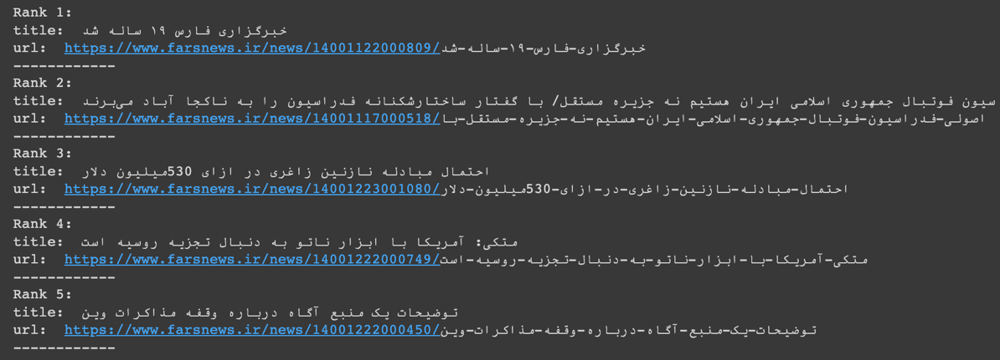 Rank 1:
title: خبرگزاری فارس ۱۹ ساله شد
url: https://www.farsnews.ir/news/14001122000809/خبرگزاری-فارس-۱۹-ساله-شد
------------
Rank 2:
title: سیون فوتبال جمهوری اسلامی ایران هستیم نه جزیره مستقل/ با گفتار ساختارشکنانه فدراسیون را به ناکجا آباد می‌برند
url: https://www.farsnews.ir/news/14001117000518/اصولی-فدراسیون-فوتبال-جمهوری-اسلامی-ایران-هستیم-نه-جزیره-مستقل-با
------------
Rank 3:
title: احتمال مبادله نازنین زاغری در ازای 530میلیون دلار
url: https://www.farsnews.ir/news/14001223001080/احتمال-مبادله-نازنین-زاغری-در-ازای-530میلیون-دلار
------------
Rank 4:
title: متکی: آمریکا با ابزار ناتو به دنبال تجزیه روسیه است
url: https://www.farsnews.ir/news/14001222000749/متکی-آمریکا-با-ابزار-ناتو-به-دنبال-تجزیه-روسیه-است
------------
Rank 5:
title: توضیحات یک منبع آگاه درباره وقفه مذاکرات وین
url: https://www.farsnews.ir/news/14001222000450/توضیحات-یک-منبع-آگاه-درباره-وقفه-مذاکرات-وین
------------